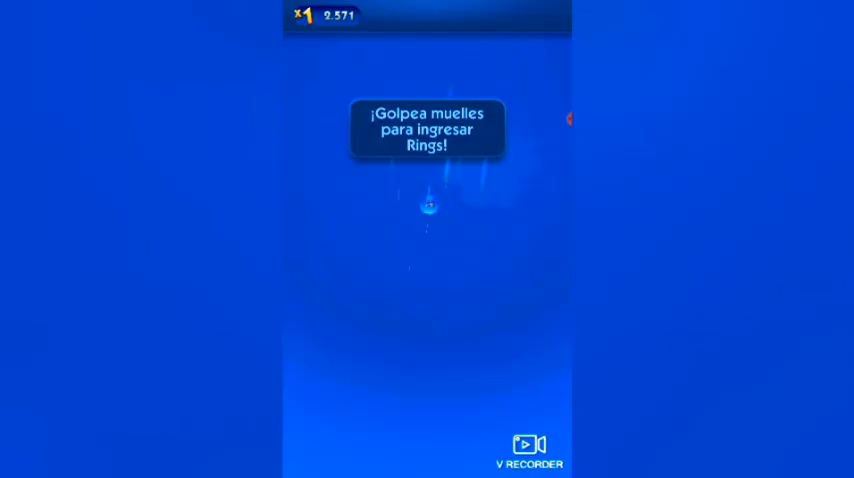 x1 2.571
¡Golpea muelles
para ingresar
Rings!
V RECORDER